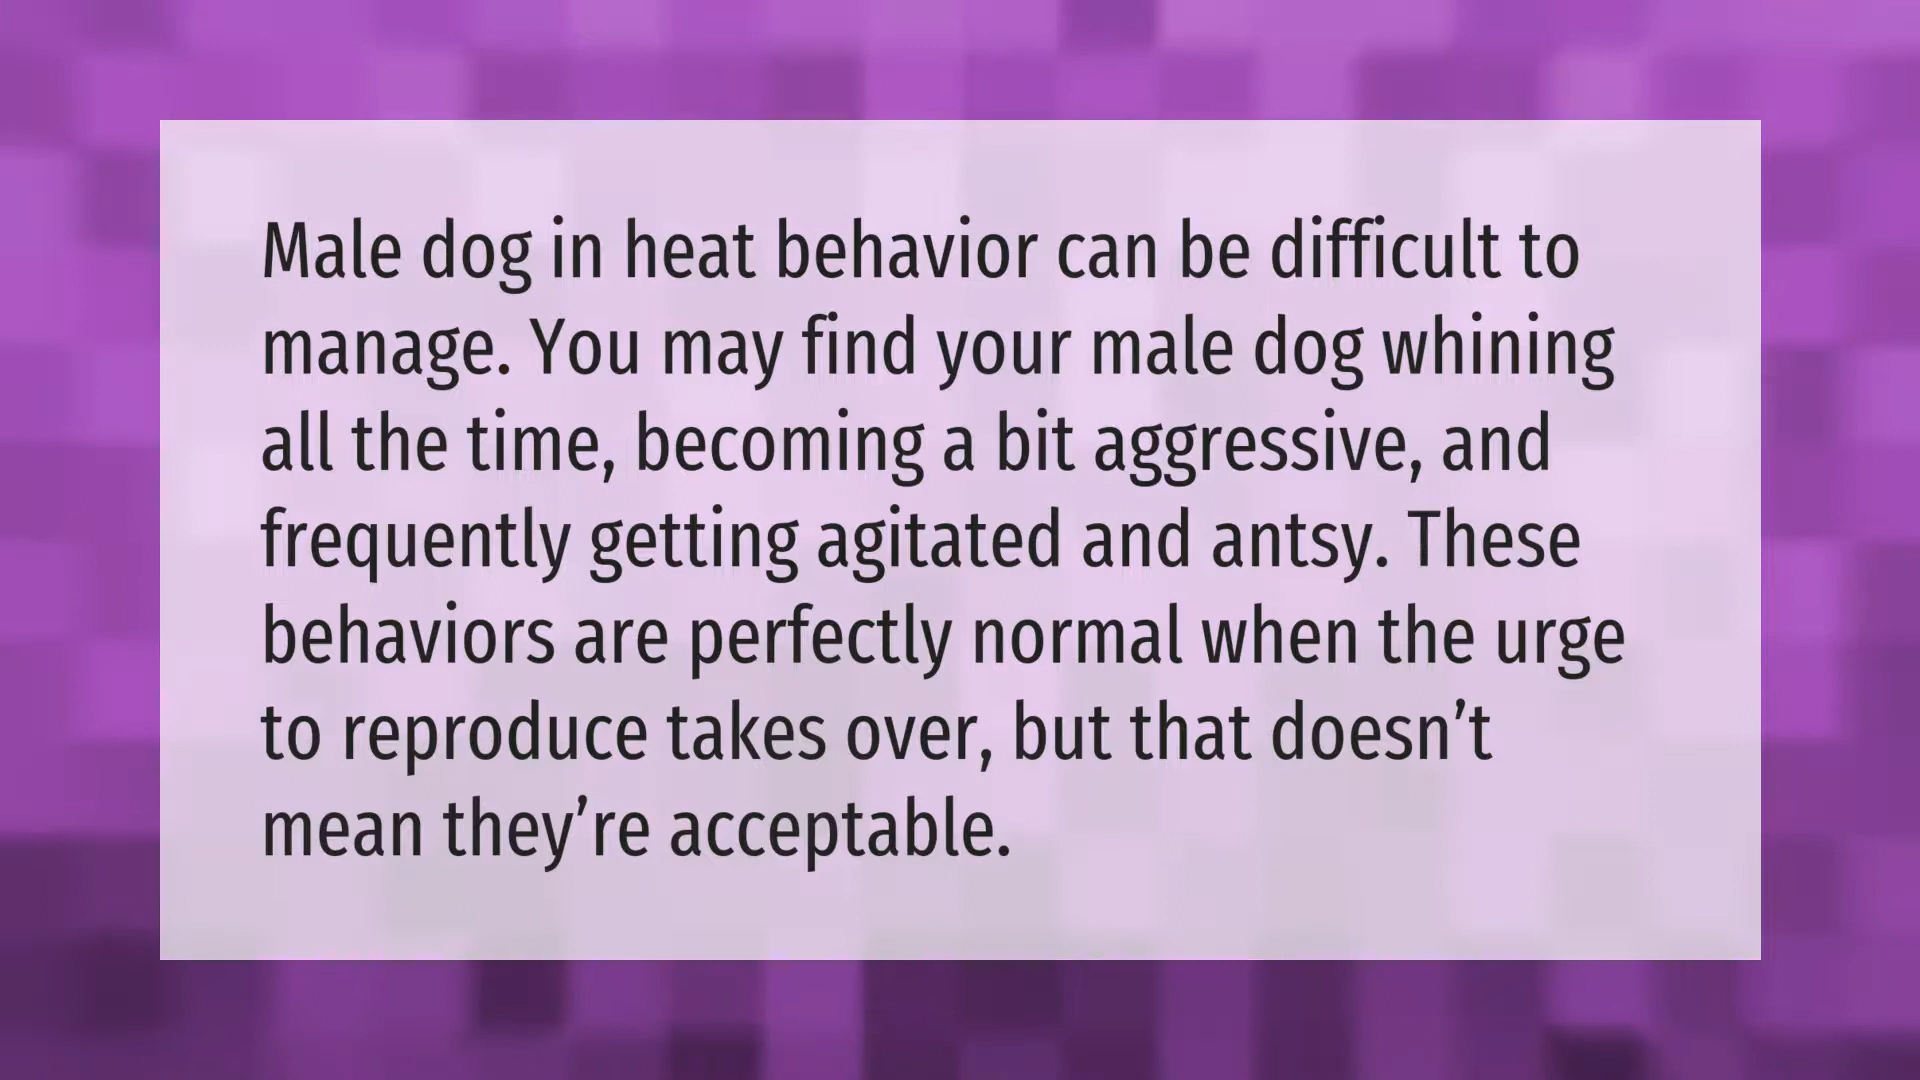 Male dog in heat behavior can be difficult to
manage. You may find your male dog whining
all the time, becoming a bit aggressive, and
frequently getting agitated and antsy. These
behaviors are perfectly normal when the urge
to reproduce takes over, but that doesn’t
mean they’re acceptable.